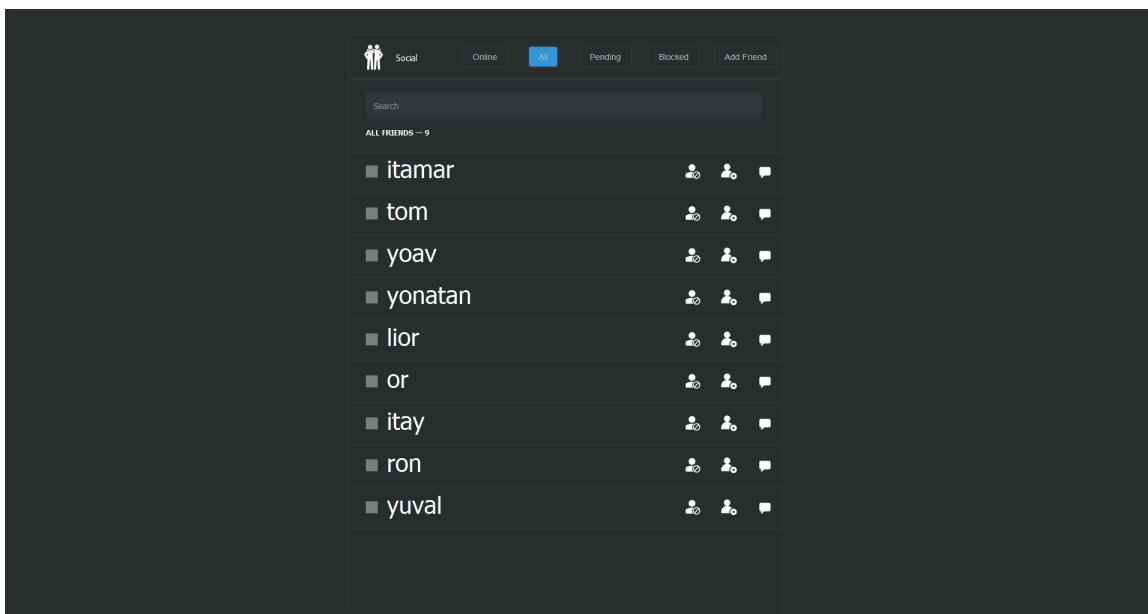 Social Online All Pending Blocked Add Friend
Search
ALL FRIENDS — 9
itamar
tom
yoav
yonatan
lior
or
itay
ron
yuval